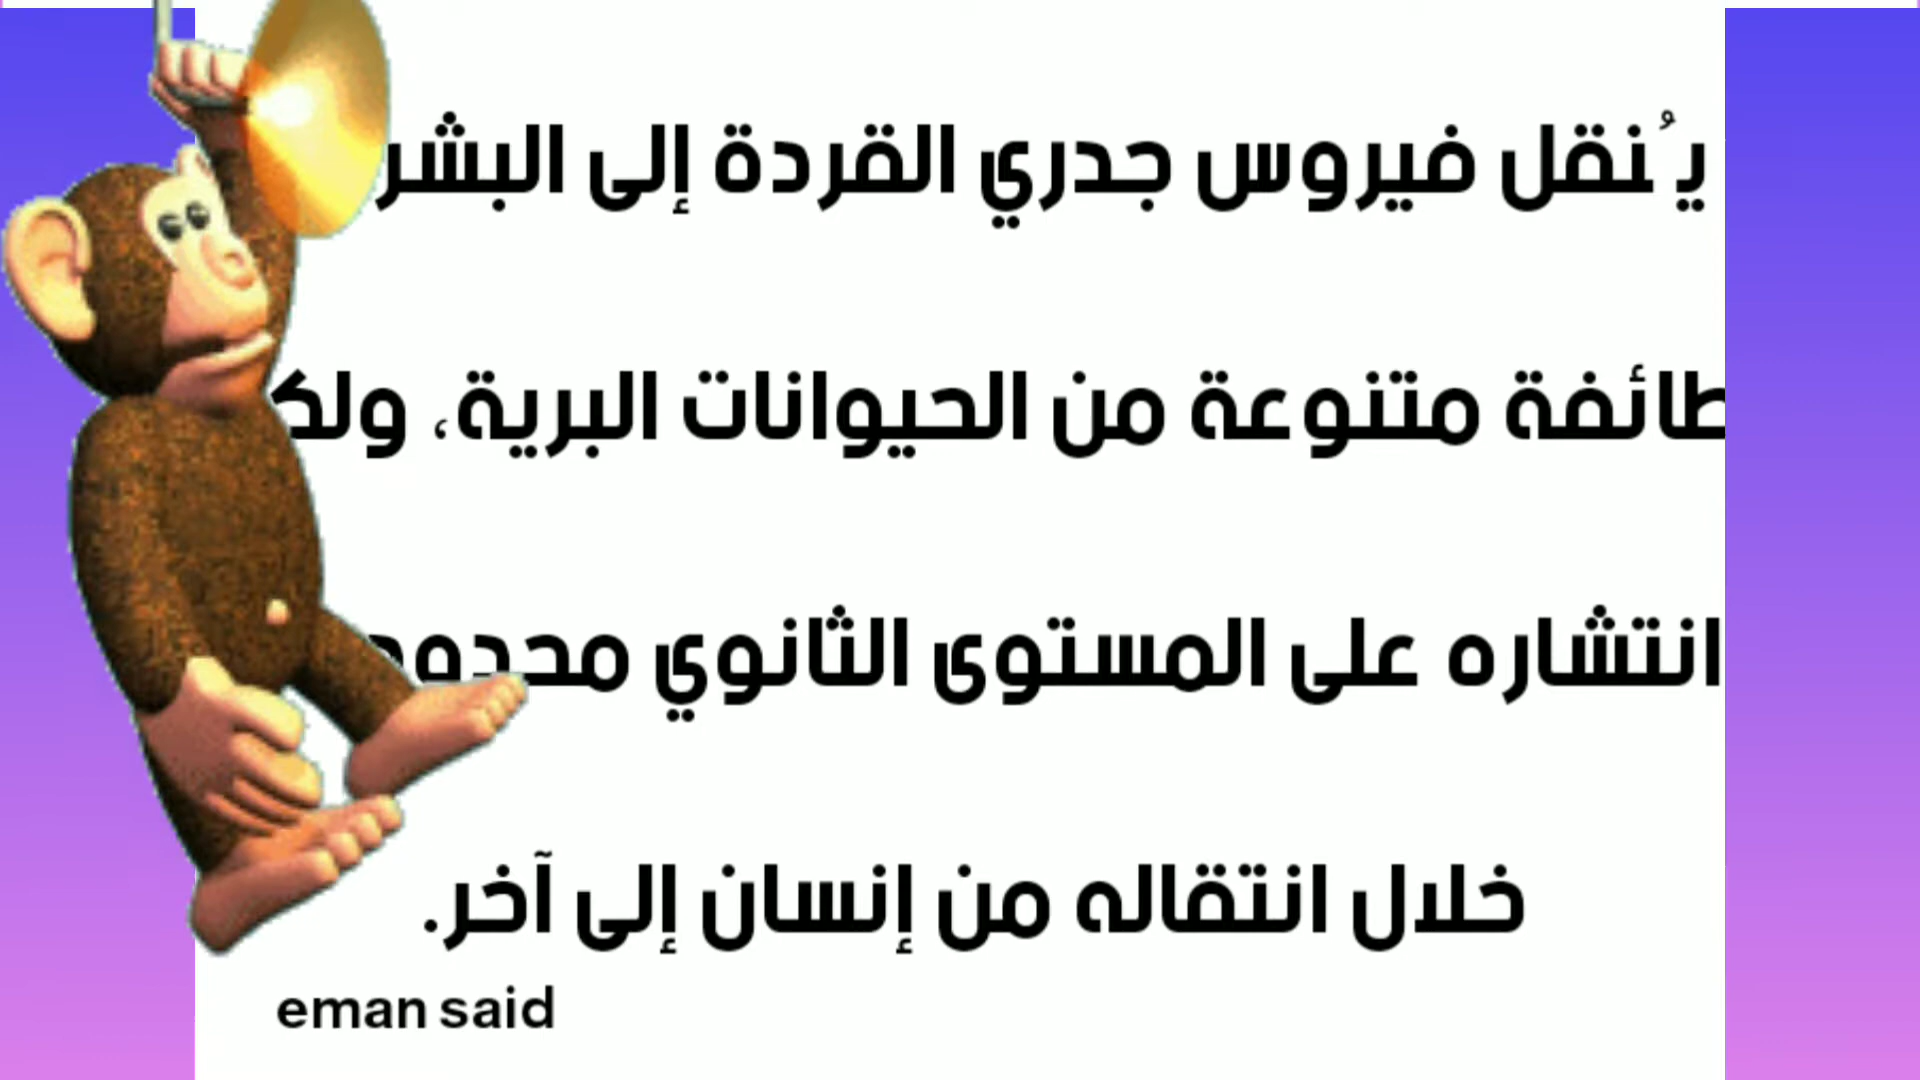 يُنقل فيروس جدري القردة إلى البشر
طائفة متنوعة من الحيوانات البرية، ولك
انتشاره على المستوى الثانوي محدود
خلال انتقاله من إنسان إلى آخر.
eman said